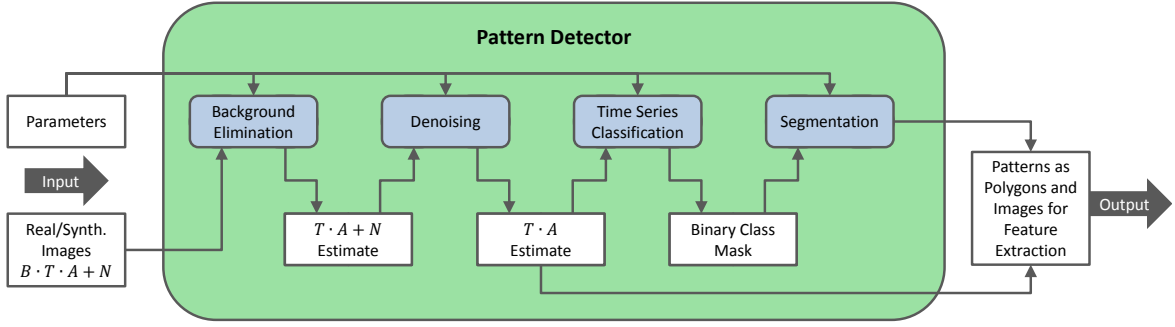 Pattern Detector
Parameters
Input
Real/Synth.
Images
B · T · A + N
Background
Elimination
Denoising
Time Series
Classification
Segmentation
T · A + N
Estimate
T · A
Estimate
Binary Class
Mask
Patterns as
Polygons and
Images for
Feature
Extraction
Output